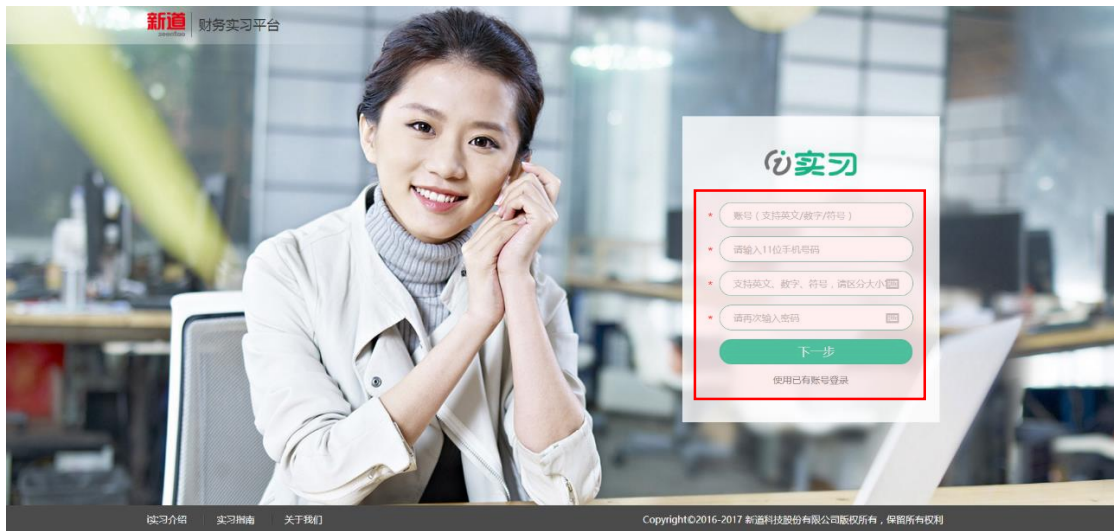 新道
财务实习平台
i实习
账号（支持英文/数字/符号）
请输入11位手机号码
支持英文、数字、符号，请区分大小
请再次输入密码
下一步
使用已有账号登录
i实习介绍 实习指南 关于我们
Copyright©2016-2017 新道科技股份有限公司版权所有，保留所有权利